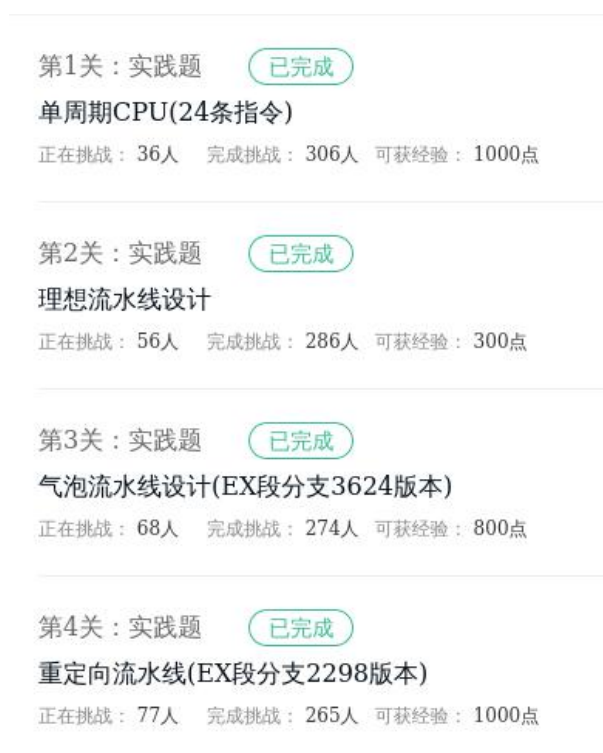 第1关：实践题 已完成
单周期CPU(24条指令)
正在挑战： 36人 完成挑战： 306人 可获经验： 1000点
第2关：实践题 已完成
理想流水线设计
正在挑战： 56人 完成挑战： 286人 可获经验： 300点
第3关：实践题 已完成
气泡流水线设计(EX段分支3624版本)
正在挑战： 68人 完成挑战： 274人 可获经验： 800点
第4关：实践题 已完成
重定向流水线(EX段分支2298版本)
正在挑战： 77人 完成挑战： 265人 可获经验： 1000点